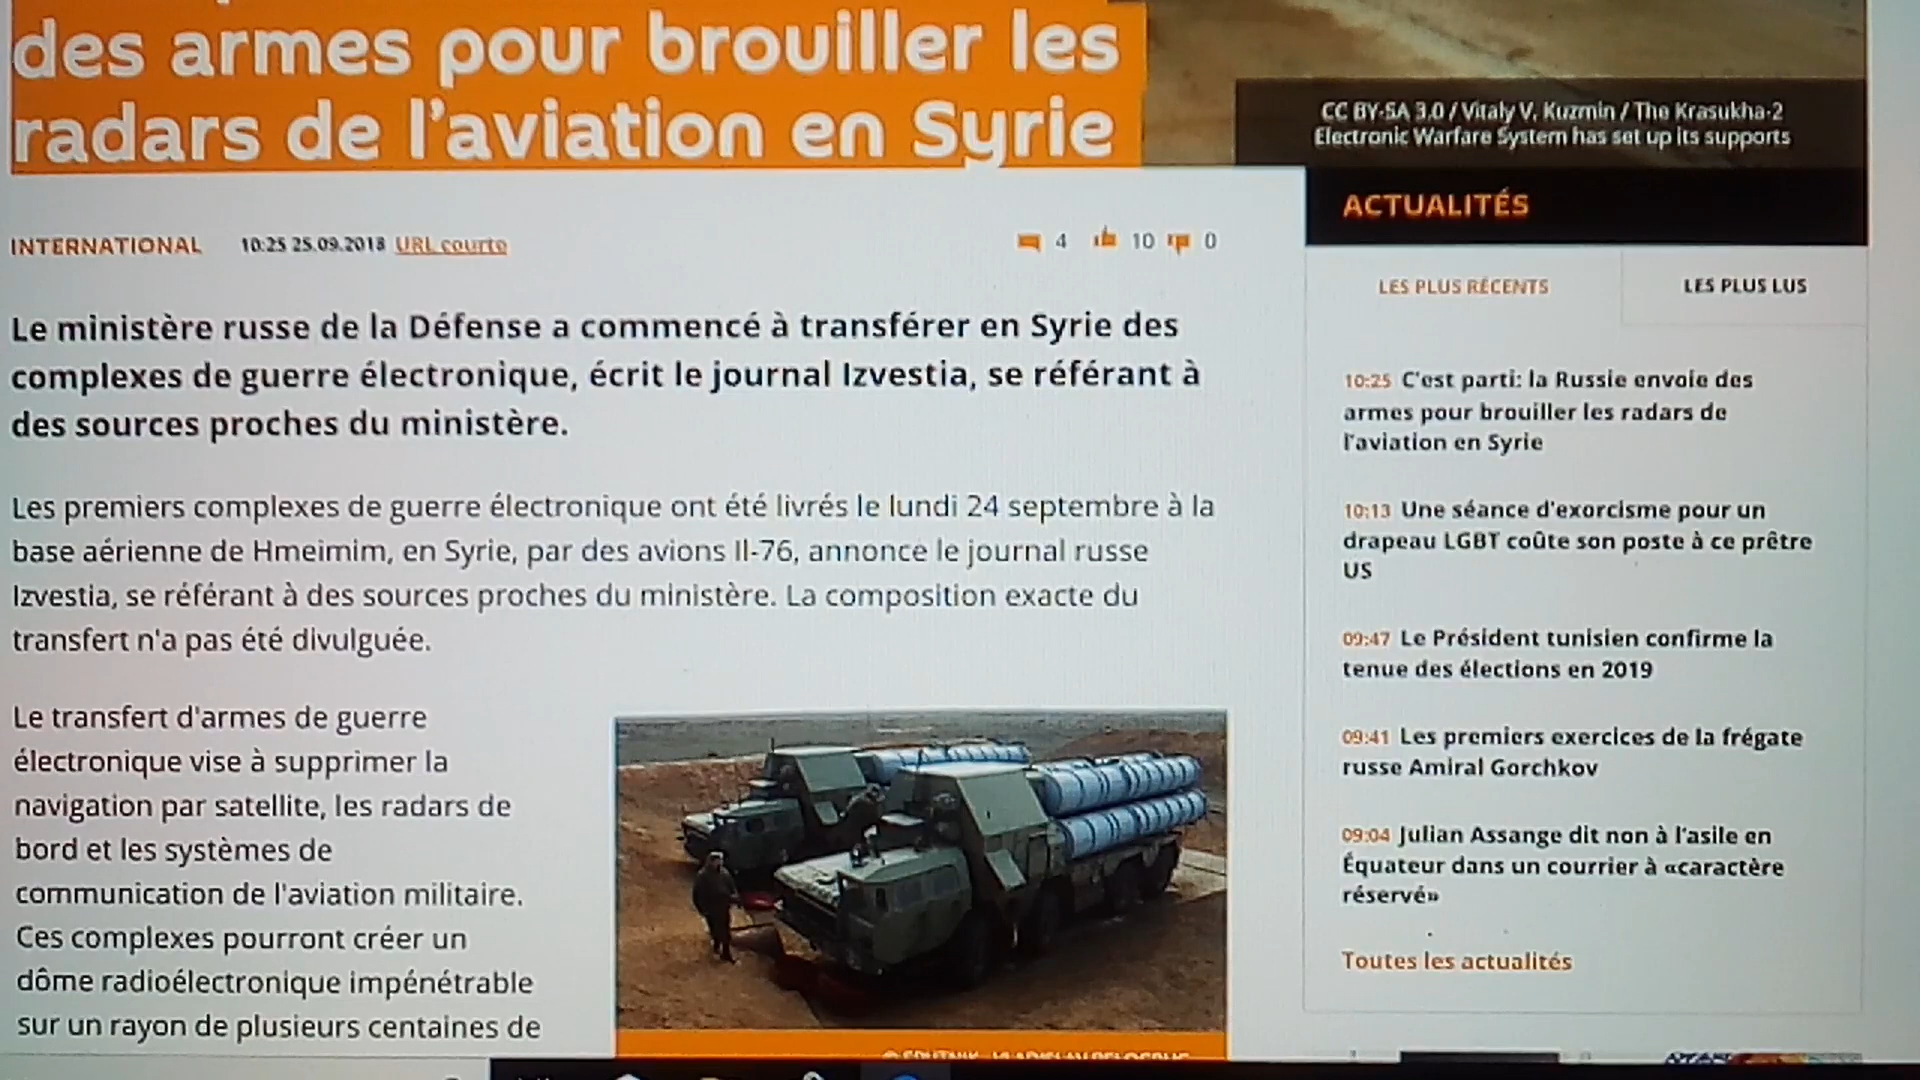 des armes pour brouiller les
radars de l'aviation en Syrie
CC BY-SA 3.0 / Vitaly V. Kuzmin / The Krasukha-2
Electronic Warfare System has set up its supports
INTERNATIONAL 10:25 25.09.2018 URL courte
4 10 0
Le ministère russe de la Défense a commencé à transférer en Syrie des
complexes de guerre électronique, écrit le journal Izvestia, se référant à
des sources proches du ministère.
Les premiers complexes de guerre électronique ont été livrés le lundi 24 septembre à la
base aérienne de Hmeimim, en Syrie, par des avions Il-76, annonce le journal russe
Izvestia, se référant à des sources proches du ministère. La composition exacte du
transfert n'a pas été divulguée.
Le transfert d'armes de guerre
électronique vise à supprimer la
navigation par satellite, les radars de
bord et les systèmes de
communication de l'aviation militaire.
Ces complexes pourront créer un
dôme radioélectronique impénétrable
sur un rayon de plusieurs centaines de
ACTUALITÉS
LES PLUS RÉCENTS LES PLUS LUS
10:25 C'est parti: la Russie envoie des
armes pour brouiller les radars de
l'aviation en Syrie
10:13 Une séance d'exorcisme pour un
drapeau LGBT coûte son poste à ce prêtre
US
09:47 Le Président tunisien confirme la
tenue des élections en 2019
09:41 Les premiers exercices de la frégate
russe Amiral Gorchkov
09:04 Julian Assange dit non à l'asile en
Équateur dans un courrier à «caractère
réservé»
Toutes les actualités